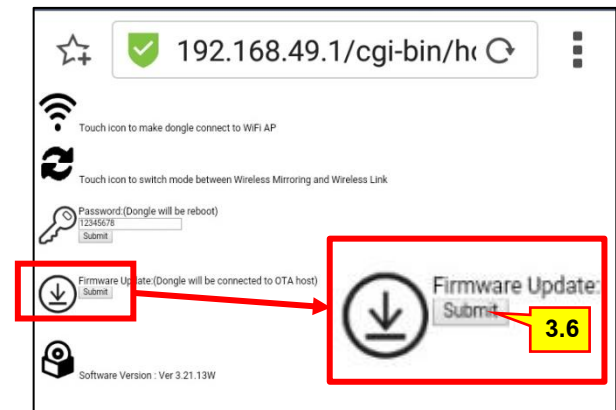 192.168.49.1/cgi-bin/h
Touch icon to make dongle connect to WiFi AP
Touch icon to switch mode between Wireless Mirroring and Wireless Link
Password:(Dongle will be reboot)
12345678
Submit
Firmware Update:(Dongle will be connected to OTA host)
Submit
Firmware Update:
Submit
3.6
Software Version : Ver 3.21.13W